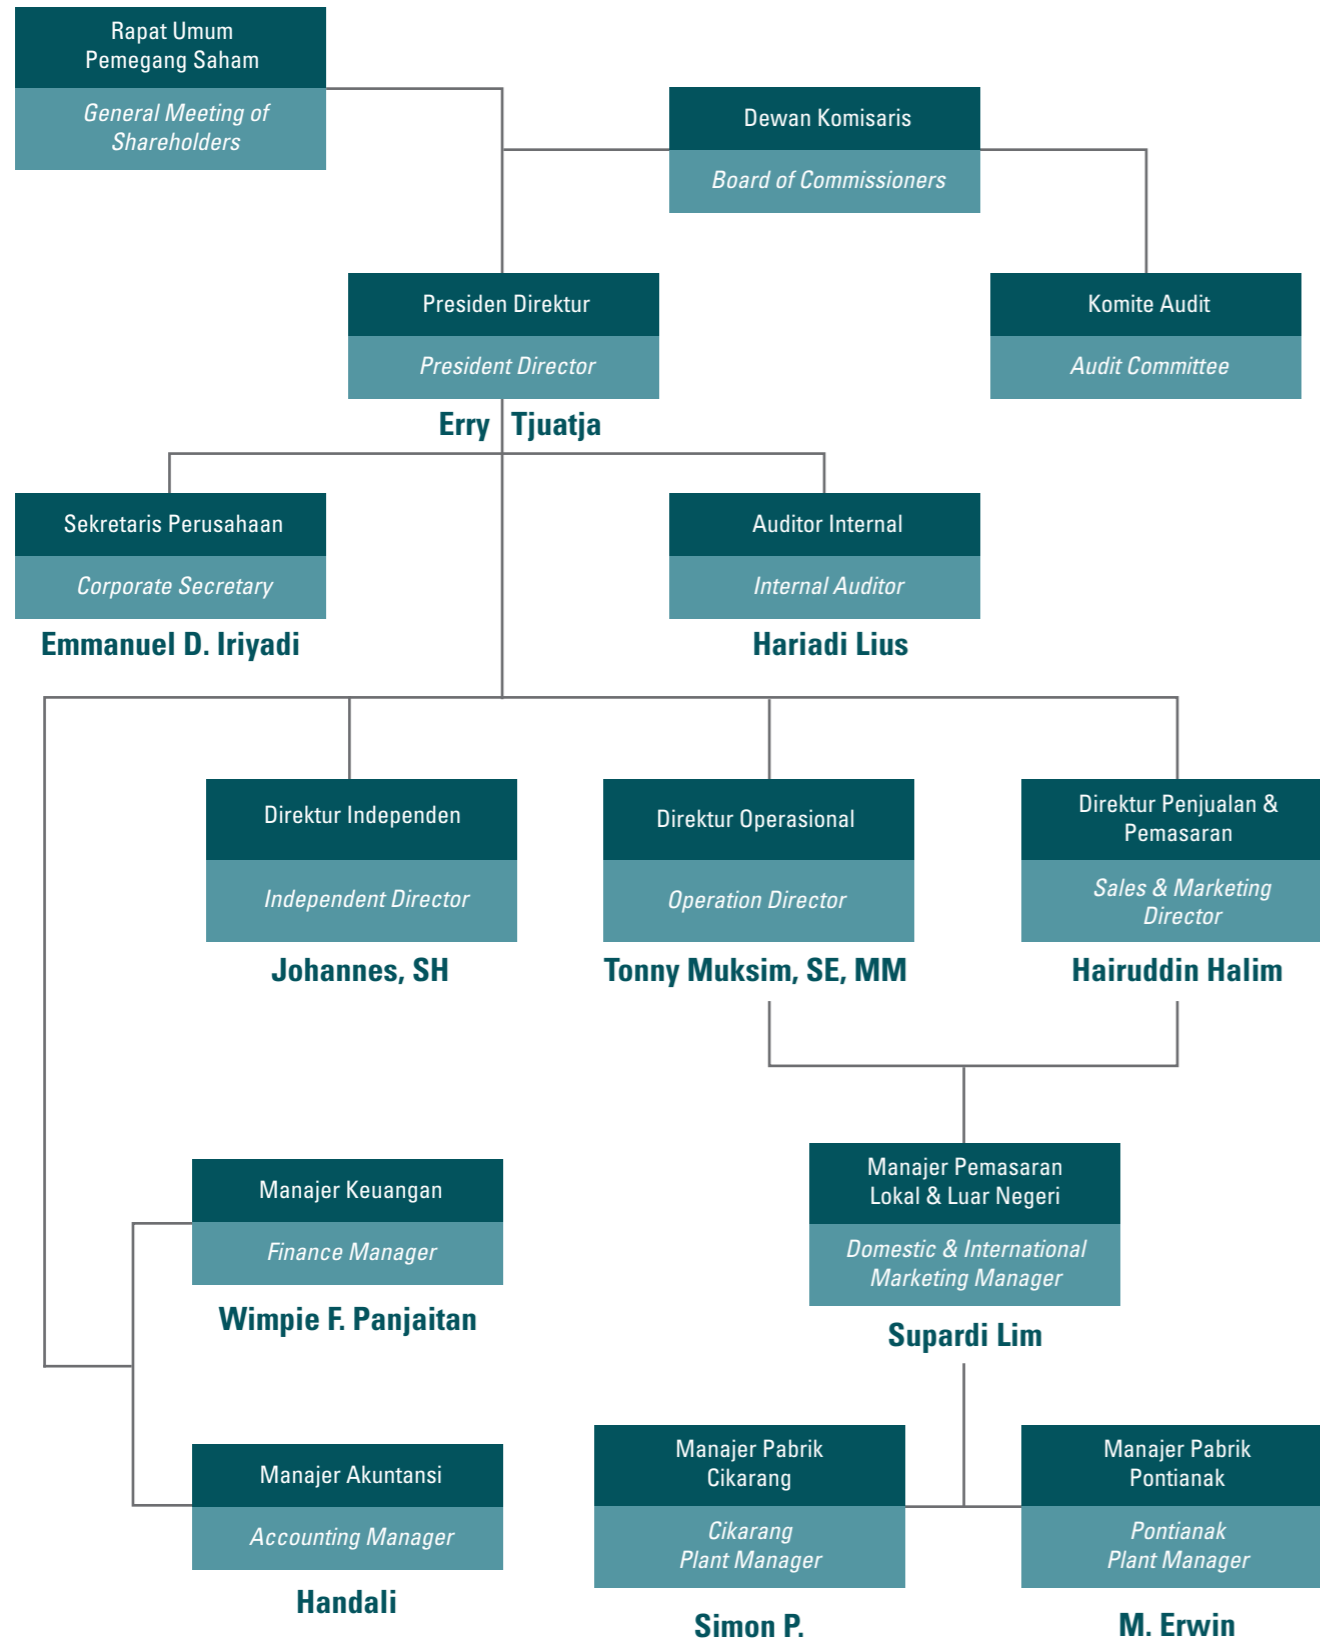 Rapat Umum
Pemegang Saham
General Meeting of
Shareholders
Dewan Komisaris
Board of Commissioners
Presiden Direktur
President Director
Erry Tjuatja
Komite Audit
Audit Committee
Sekretaris Perusahaan
Corporate Secretary
Emmanuel D. Iriyadi
Auditor Internal
Internal Auditor
Hariadi Lius
Direktur Independen
Independent Director
Johannes, SH
Direktur Operasional
Operation Director
Tonny Muksim, SE, MM
Direktur Penjualan &
Pemasaran
Sales & Marketing
Director
Hairuddin Halim
Manajer Keuangan
Finance Manager
Wimpie F. Panjaitan
Manajer Pemasaran
Lokal & Luar Negeri
Domestic & International
Marketing Manager
Supardi Lim
Manajer Akuntansi
Accounting Manager
Handali
Manajer Pabrik
Cikarang
Cikarang
Plant Manager
Simon P.
Manajer Pabrik
Pontianak
Pontianak
Plant Manager
M. Erwin